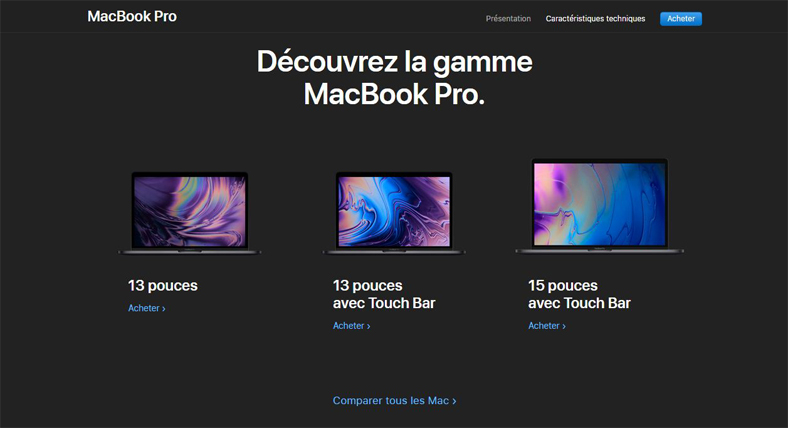 MacBook Pro
Présentation
Caractéristiques techniques
Acheter
Découvrez la gamme
MacBook Pro.
13 pouces
Acheter ›
13 pouces
avec Touch Bar
Acheter ›
15 pouces
avec Touch Bar
Acheter ›
Comparer tous les Mac ›